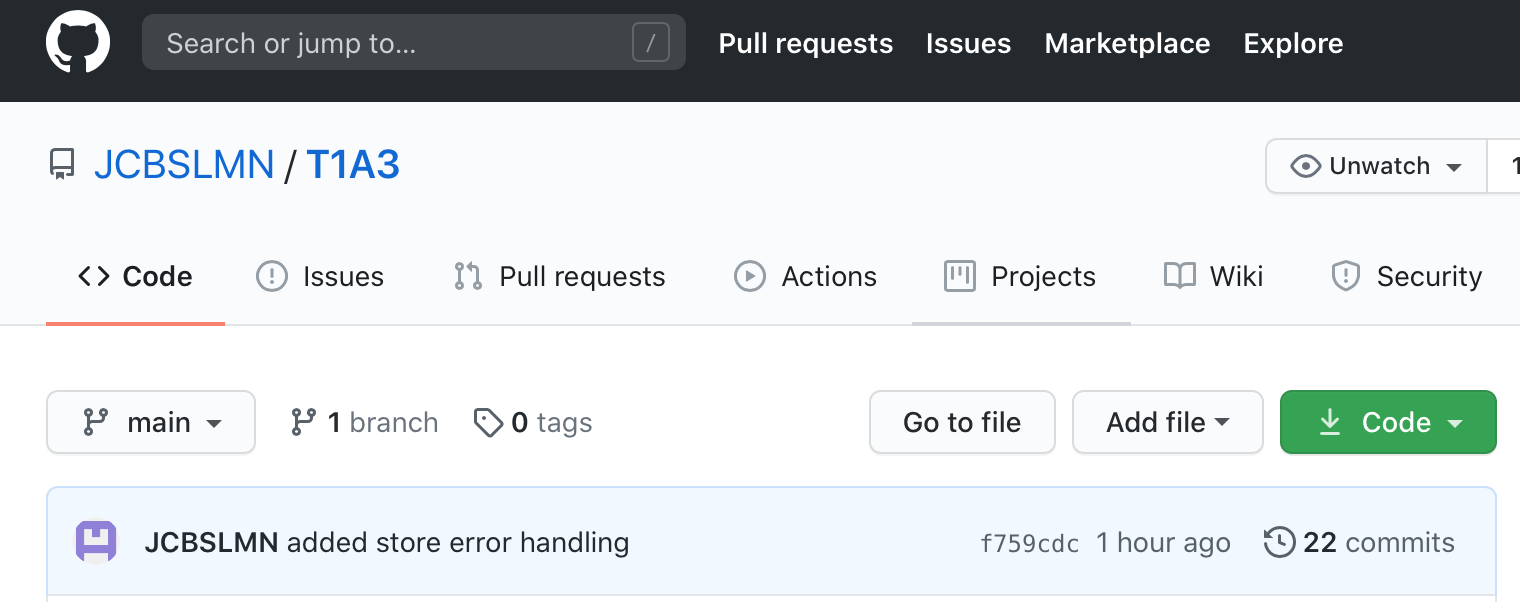 Search or jump to... / Pull requests Issues Marketplace Explore
JCBSLMN / T1A3 Unwatch 1
Code Issues Pull requests Actions Projects Wiki Security
main 1 branch 0 tags Go to file Add file Code
JCBSLMN added store error handling f759cdc 1 hour ago 22 commits